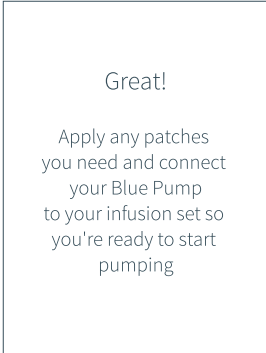 Great!
Apply any patches
you need and connect
your Blue Pump
to your infusion set so
you're ready to start
pumping